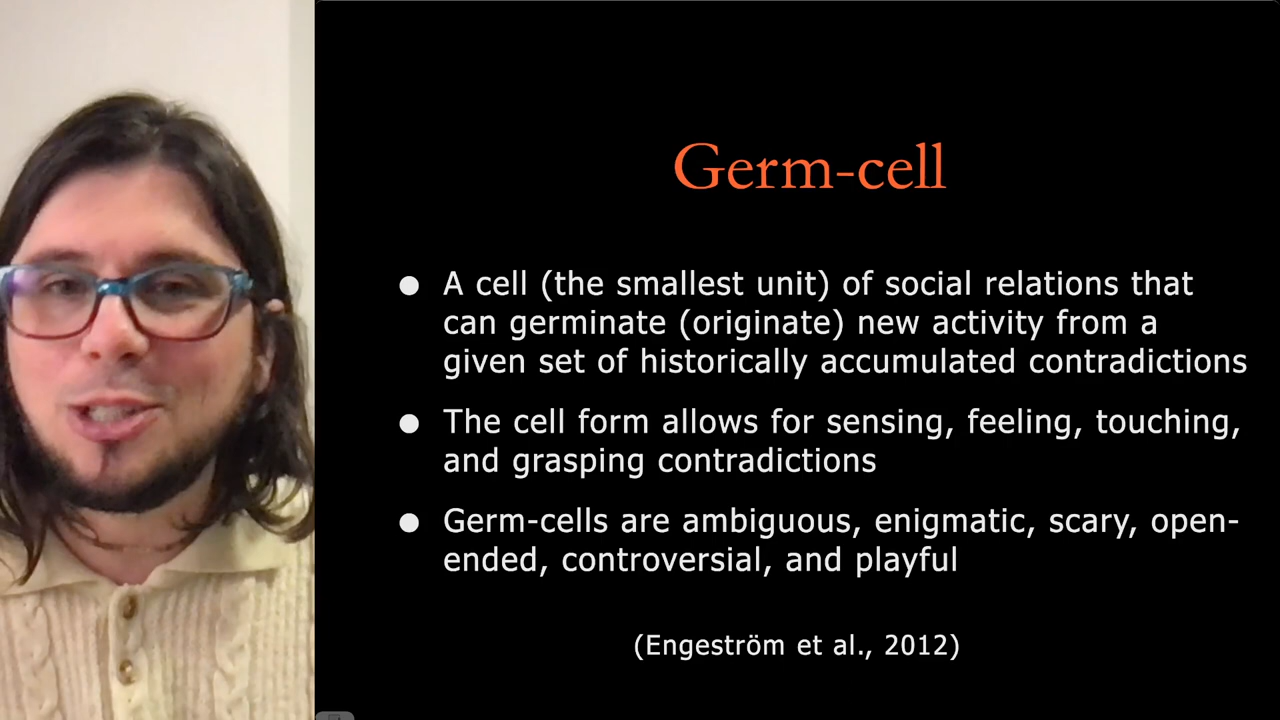 Germ-cell
● A cell (the smallest unit) of social relations that
can germinate (originate) new activity from a
given set of historically accumulated contradictions
● The cell form allows for sensing, feeling, touching,
and grasping contradictions
● Germ-cells are ambiguous, enigmatic, scary, open-
ended, controversial, and playful
(Engeström et al., 2012)